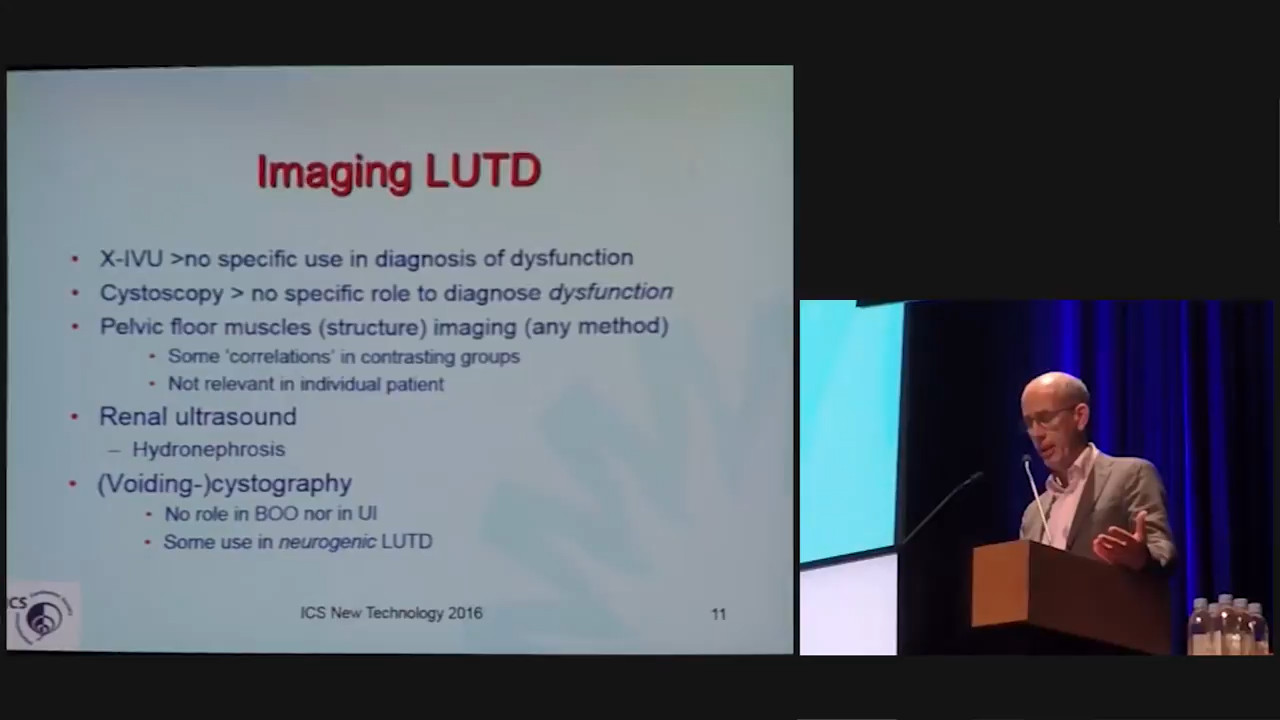 Imaging LUTD
• X-IVU >no specific use in diagnosis of dysfunction
• Cystoscopy > no specific role to diagnose dysfunction
• Pelvic floor muscles (structure) imaging (any method)
• Some 'correlations' in contrasting groups
• Not relevant in individual patient
• Renal ultrasound
– Hydronephrosis
• (Voiding-)cystography
• No role in BOO nor in UI
• Some use in neurogenic LUTD
ICS
ICS New Technology 2016
11